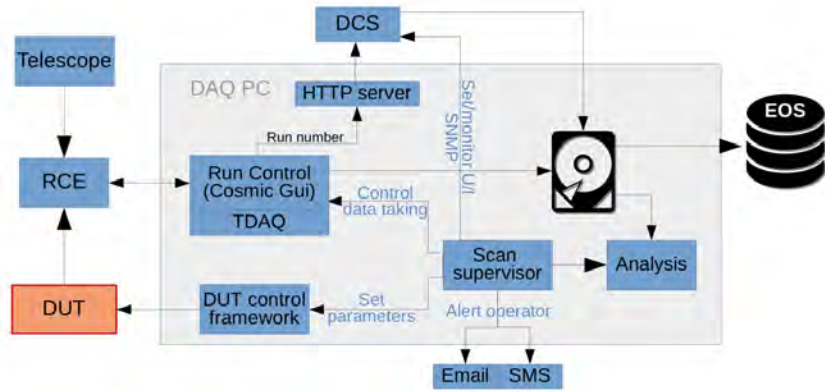 DCS
Telescope
DAQ PC
HTTP server
EOS
Run number
Set/monitor U/I
SNMP
RCE
Run Control
(Cosmic Gui)
TDAQ
Control
data taking
Scan
supervisor
Analysis
DUT
DUT control
framework
Set
parameters
Alert operator
Email SMS